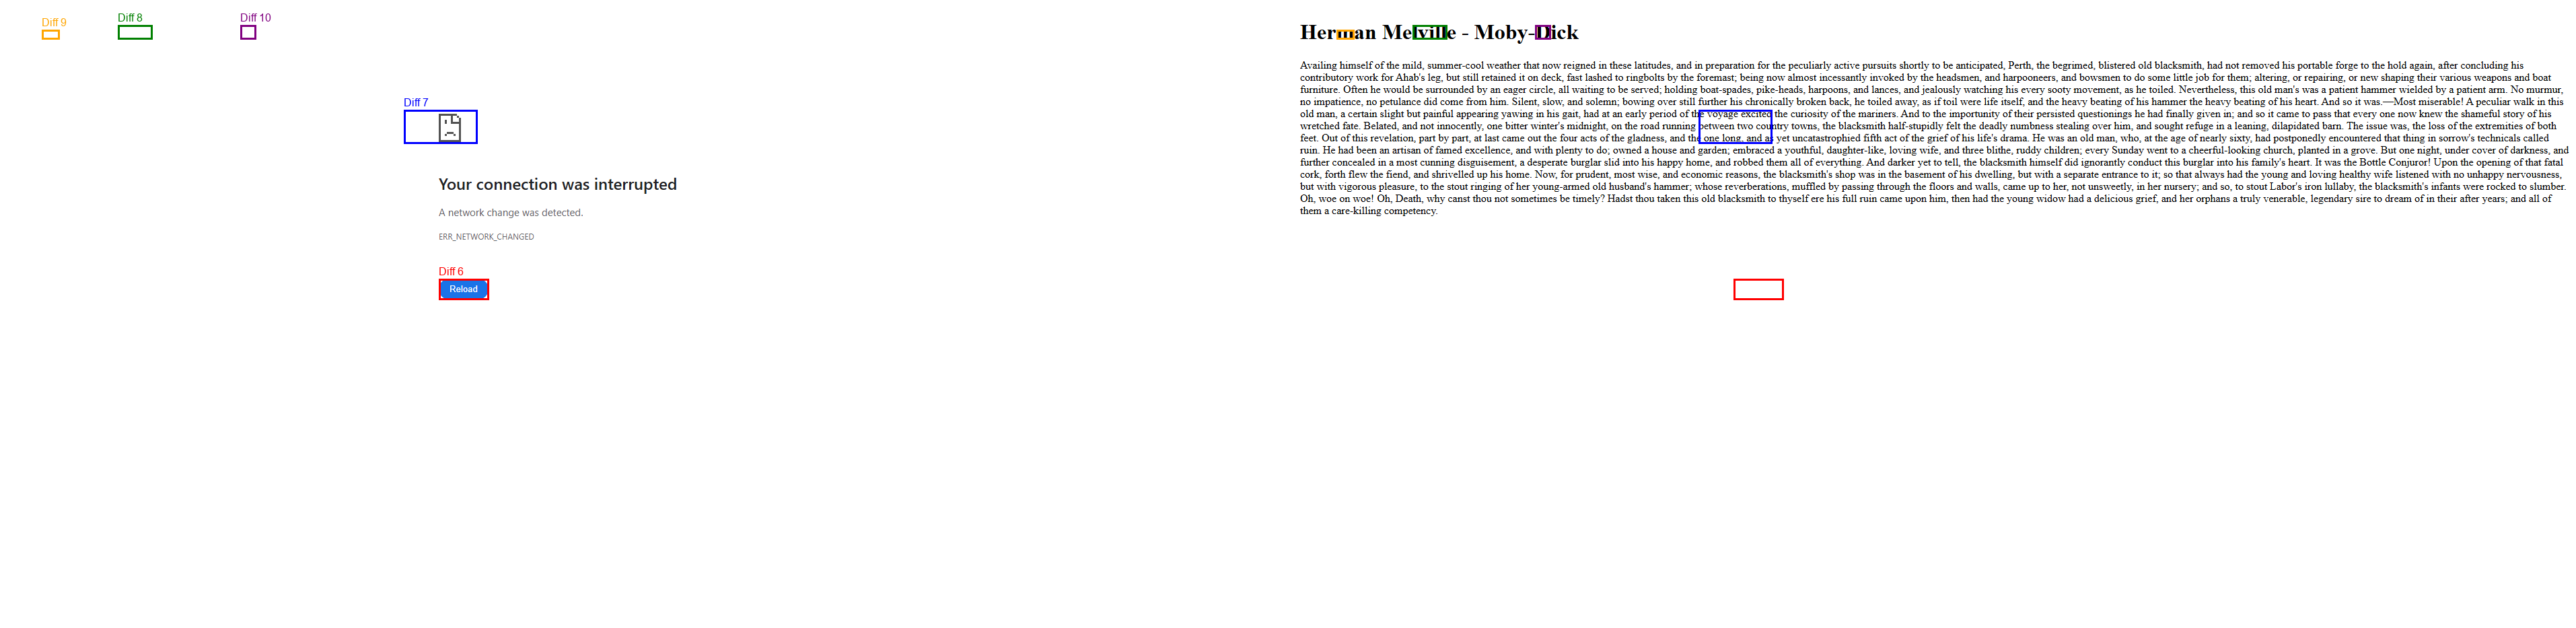 Diff 9
Diff 8
Diff 10
Diff 7
Your connection was interrupted
A network change was detected.
ERR_NETWORK_CHANGED
Diff 6
Reload
Herman Melville - Moby-Dick
Availing himself of the mild, summer-cool weather that now reigned in these latitudes, and in preparation for the peculiarly active pursuits shortly to be anticipated, Perth, the begrimed, blistered old blacksmith, had not removed his portable forge to the hold again, after concluding his
contributory work for Ahab's leg, but still retained it on deck, fast lashed to ringbolts by the foremast; being now almost incessantly invoked by the headsmen, and harpooneers, and bowsmen to do some little job for them; altering, or repairing, or new shaping their various weapons and boat
furniture. Often he would be surrounded by an eager circle, all waiting to be served; holding boat-spades, pike-heads, harpoons, and lances, and jealously watching his every sooty movement, as he toiled. Nevertheless, this old man's was a patient hammer wielded by a patient arm. No murmur,
no impatience, no petulance did come from him. Silent, slow, and solemn; bowing over still further his chronically broken back, he toiled away, as if toil were life itself, and the heavy beating of his hammer the heavy beating of his heart. And so it was.—Most miserable! A peculiar walk in this
old man, a certain slight but painful appearing yawing in his gait, had at an early period of the voyage excited the curiosity of the mariners. And to the importunity of their persisted questionings he had finally given in; and so it came to pass that every one now knew the shameful story of his
wretched fate. Belated, and not innocently, one bitter winter's midnight, on the road running between two country towns, the blacksmith half-stupidly felt the deadly numbness stealing over him, and sought refuge in a leaning, dilapidated barn. The issue was, the loss of the extremities of both
feet. Out of this revelation, part by part, at last came out the four acts of the gladness, and the one long, and as yet uncatastrophied fifth act of the grief of his life's drama. He was an old man, who, at the age of nearly sixty, had postponedly encountered that thing in sorrow's technicals called
ruin. He had been an artisan of famed excellence, and with plenty to do; owned a house and garden; embraced a youthful, daughter-like, loving wife, and three blithe, ruddy children; every Sunday went to a cheerful-looking church, planted in a grove. But one night, under cover of darkness, and
further concealed in a most cunning disguisement, a desperate burglar slid into his happy home, and robbed them all of everything. And darker yet to tell, the blacksmith himself did ignorantly conduct this burglar into his family's heart. It was the Bottle Conjuror! Upon the opening of that fatal
cork, forth flew the fiend, and shrivelled up his home. Now, for prudent, most wise, and economic reasons, the blacksmith's shop was in the basement of his dwelling, but with a separate entrance to it; so that always had the young and loving healthy wife listened with no unhappy nervousness,
but with vigorous pleasure, to the stout ringing of her young-armed old husband's hammer; whose reverberations, muffled by passing through the floors and walls, came up to her, not unsweetly, in her nursery; and so, to stout Labor's iron lullaby, the blacksmith's infants were rocked to slumber.
Oh, woe on woe! Oh, Death, why canst thou not sometimes be timely? Hadst thou taken this old blacksmith to thyself ere his full ruin came upon him, then had the young widow had a delicious grief, and her orphans a truly venerable, legendary sire to dream of in their after years; and all of
them a care-killing competency.